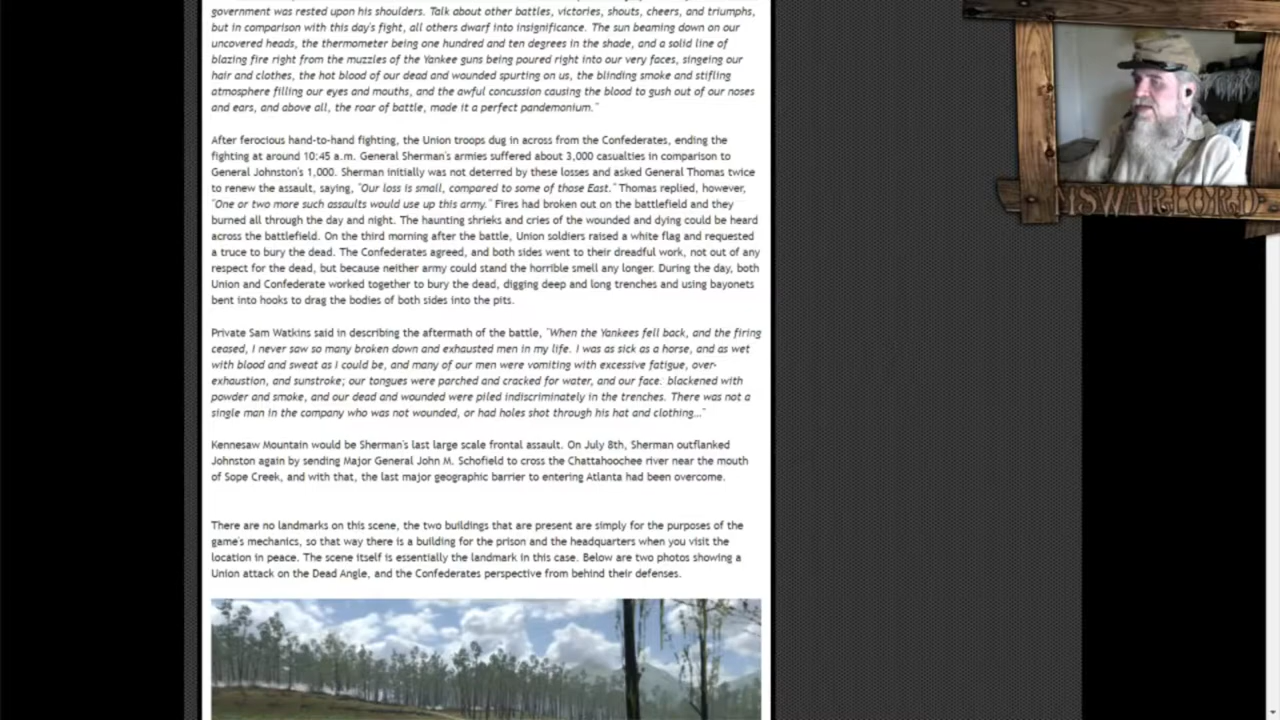 government was rested upon his shoulders. Talk about other battles, victories, shouts, cheers, and triumphs,
but in comparison with this day's fight, all others dwarf into insignificance. The sun beaming down on our
uncovered heads, the thermometer being one hundred and ten degrees in the shade, and a solid line of
blazing fire right from the muzzles of the Yankee guns being poured right into our very faces, singeing our
hair and clothes, the hot blood of our dead and wounded spurting on us, the blinding smoke and stifling
atmosphere filling our eyes and mouths, and the awful concussion causing the blood to gush out of our noses
and ears, and above all, the roar of battle, made it a perfect pandemonium."
After ferocious hand-to-hand fighting, the Union troops dug in across from the Confederates, ending the
fighting at around 10:45 a.m. General Sherman's armies suffered about 3,000 casualties in comparison to
General Johnston's 1,000. Sherman initially was not deterred by these losses and asked General Thomas twice
to renew the assault, saying, "Our loss is small, compared to some of those East." Thomas replied, however,
"One or two more such assaults would use up this army." Fires had broken out on the battlefield and they
burned all through the day and night. The haunting shrieks and cries of the wounded and dying could be heard
across the battlefield. On the third morning after the battle, Union soldiers raised a white flag and requested
a truce to bury the dead. The Confederates agreed, and both sides went to their dreadful work, not out of any
respect for the dead, but because neither army could stand the horrible smell any longer. During the day, both
Union and Confederate worked together to bury the dead, digging deep and long trenches and using bayonets
bent into hooks to drag the bodies of both sides into the pits.
Private Sam Watkins said in describing the aftermath of the battle, "When the Yankees fell back, and the firing
ceased, I never saw so many broken down and exhausted men in my life. I was as sick as a horse, and as wet
with blood and sweat as I could be, and many of our men were vomiting with excessive fatigue, over-
exhaustion, and sunstroke; our tongues were parched and cracked for water, and our face. blackened with
powder and smoke, and our dead and wounded were piled indiscriminately in the trenches. There was not a
single man in the company who was not wounded, or had holes shot through his hat and clothing..."
Kennesaw Mountain would be Sherman's last large scale frontal assault. On July 8th, Sherman outflanked
Johnston again by sending Major General John M. Schofield to cross the Chattahoochee river near the mouth
of Sope Creek, and with that, the last major geographic barrier to entering Atlanta had been overcome.
There are no landmarks on this scene, the two buildings that are present are simply for the purposes of the
game's mechanics, so that way there is a building for the prison and the headquarters when you visit the
location in peace. The scene itself is essentially the landmark in this case. Below are two photos showing a
Union attack on the Dead Angle, and the Confederates perspective from behind their defenses.
MSWARLORD